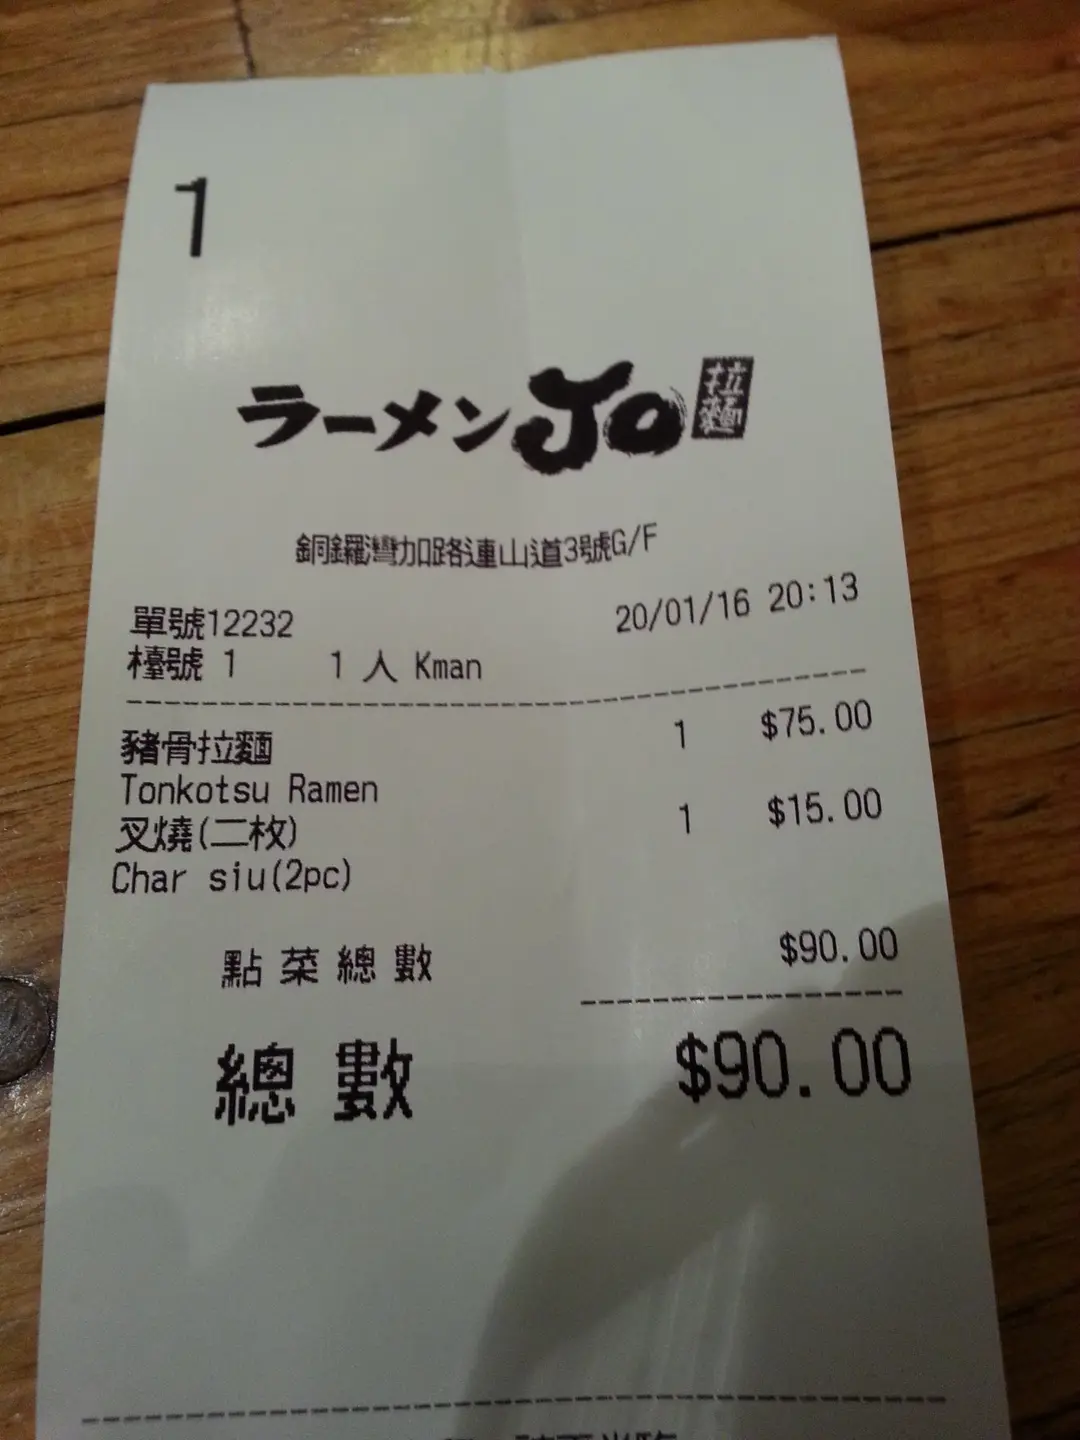 1
ラーメン JO 拉麵
銅鑼灣加路連山道3號G/F
單號12232 20/01/16 20:13
檯號 1 1 人 Kman
豬骨拉麵 1 $75.00
Tonkotsu Ramen
叉燒(二枚) 1 $15.00
Char siu(2pc)
點菜總數 $90.00
總數 $90.00